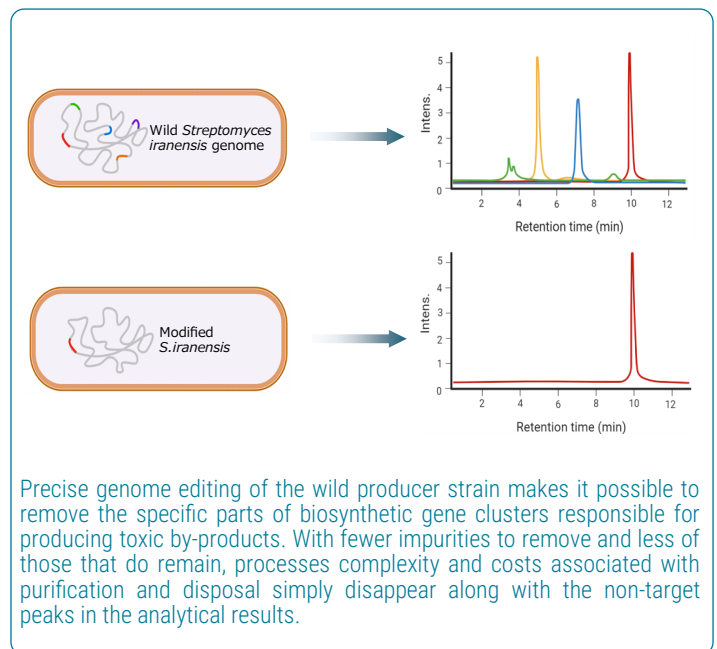 Wild Streptomyces
iranensis genome
Intens.
5
4
3
2
1
0
2 4 6 8 10 12
Retention time (min)
Modified
S.iranensis
Intens.
5
4
3
2
1
0
2 4 6 8 10 12
Retention time (min)
Precise genome editing of the wild producer strain makes it possible to
remove the specific parts of biosynthetic gene clusters responsible for
producing toxic by-products. With fewer impurities to remove and less of
those that do remain, processes complexity and costs associated with
purification and disposal simply disappear along with the non-target
peaks in the analytical results.